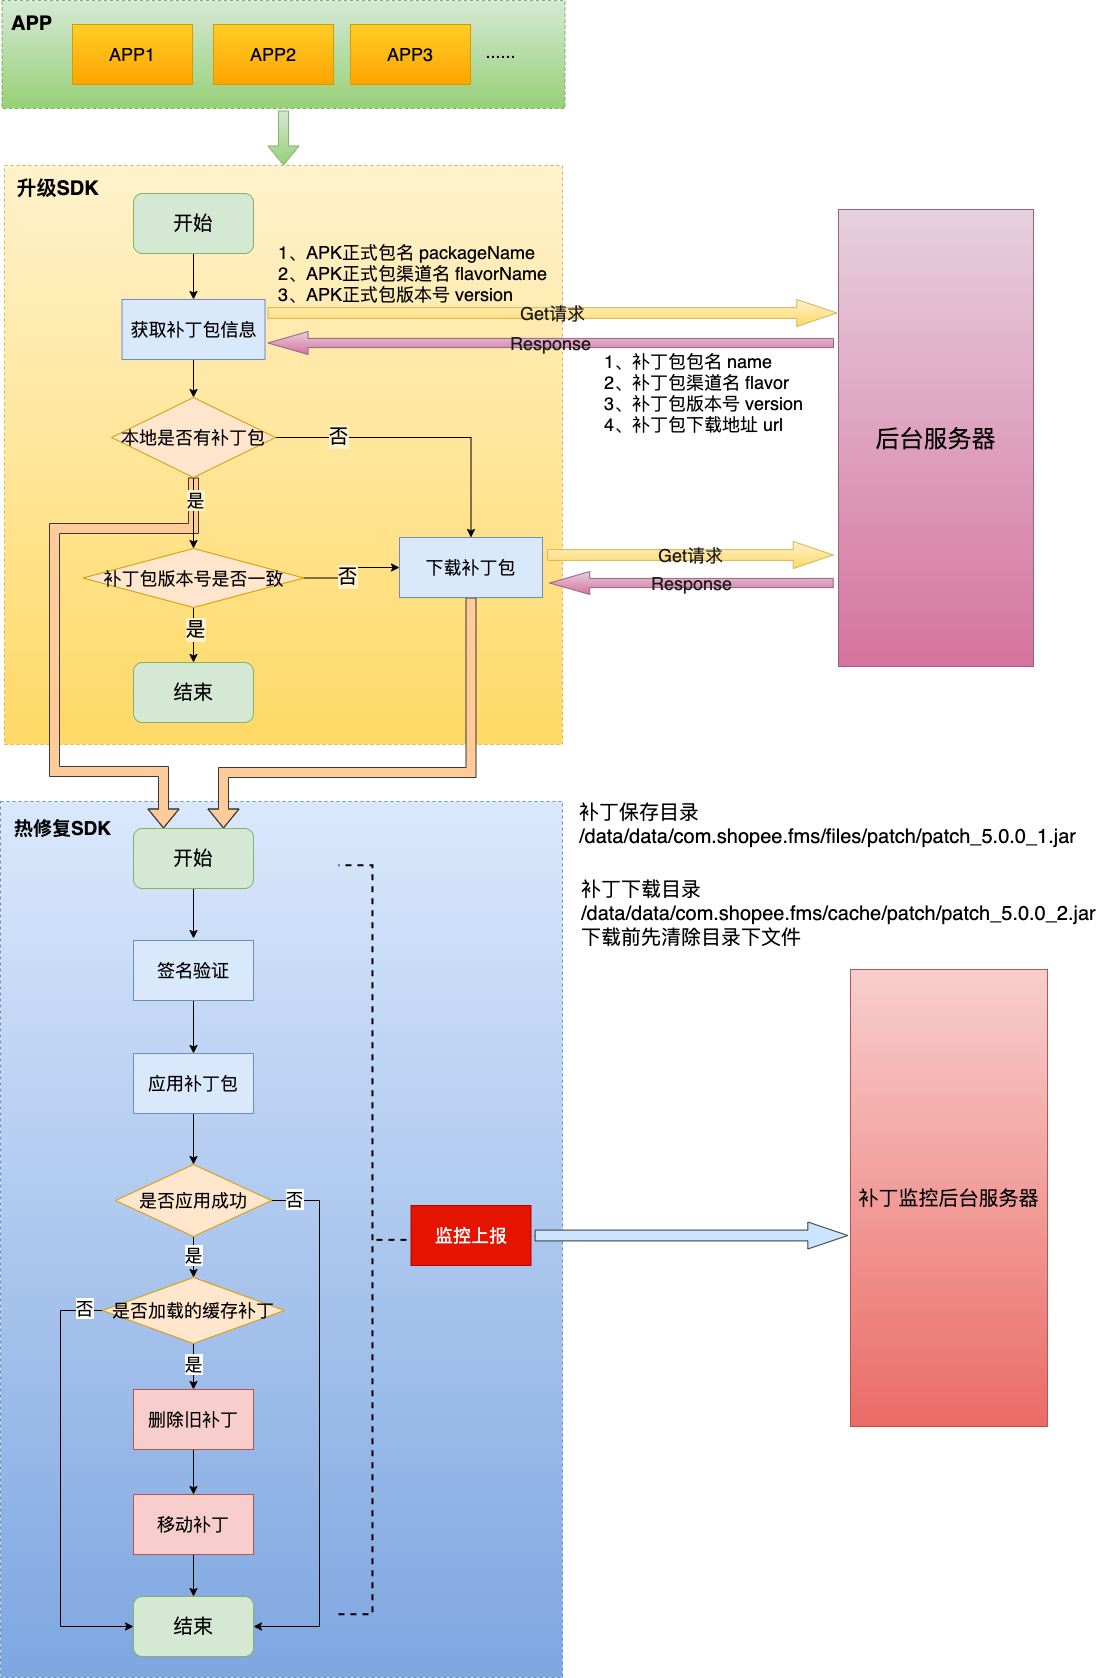 APP
APP1
APP2
APP3
......
升级SDK
开始
1、APK正式包名 packageName
2、APK正式包渠道名 flavorName
3、APK正式包版本号 version
获取补丁包信息
Get请求
Response
1、补丁包包名 name
2、补丁包渠道名 flavor
3、补丁包版本号 version
4、补丁包下载地址 url
后台服务器
本地是否有补丁包
否
是
补丁包版本号是否一致
否
下载补丁包
Get请求
Response
是
结束
热修复SDK
开始
补丁保存目录
/data/data/com.shopee.fms/files/patch/patch_5.0.0_1.jar
补丁下载目录
/data/data/com.shopee.fms/cache/patch/patch_5.0.0_2.jar
下载前先清除目录下文件
签名验证
应用补丁包
是否应用成功
否
是
监控上报
补丁监控后台服务器
否
是否加载的缓存补丁
是
删除旧补丁
移动补丁
结束